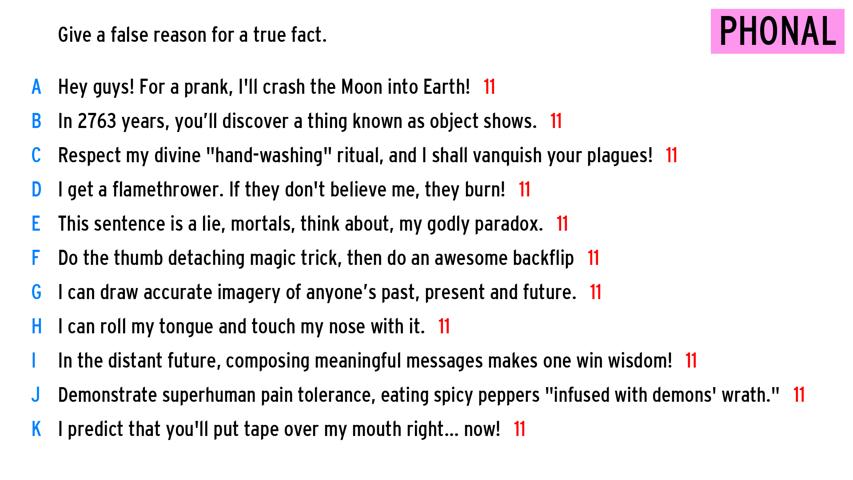 Give a false reason for a true fact.
PHONAL
A Hey guys! For a prank, I'll crash the Moon into Earth! 11
B In 2763 years, you’ll discover a thing known as object shows. 11
C Respect my divine "hand-washing" ritual, and I shall vanquish your plagues! 11
D I get a flamethrower. If they don't believe me, they burn! 11
E This sentence is a lie, mortals, think about, my godly paradox. 11
F Do the thumb detaching magic trick, then do an awesome backflip 11
G I can draw accurate imagery of anyone’s past, present and future. 11
H I can roll my tongue and touch my nose with it. 11
I In the distant future, composing meaningful messages makes one win wisdom! 11
J Demonstrate superhuman pain tolerance, eating spicy peppers "infused with demons' wrath." 11
K I predict that you'll put tape over my mouth right... now! 11